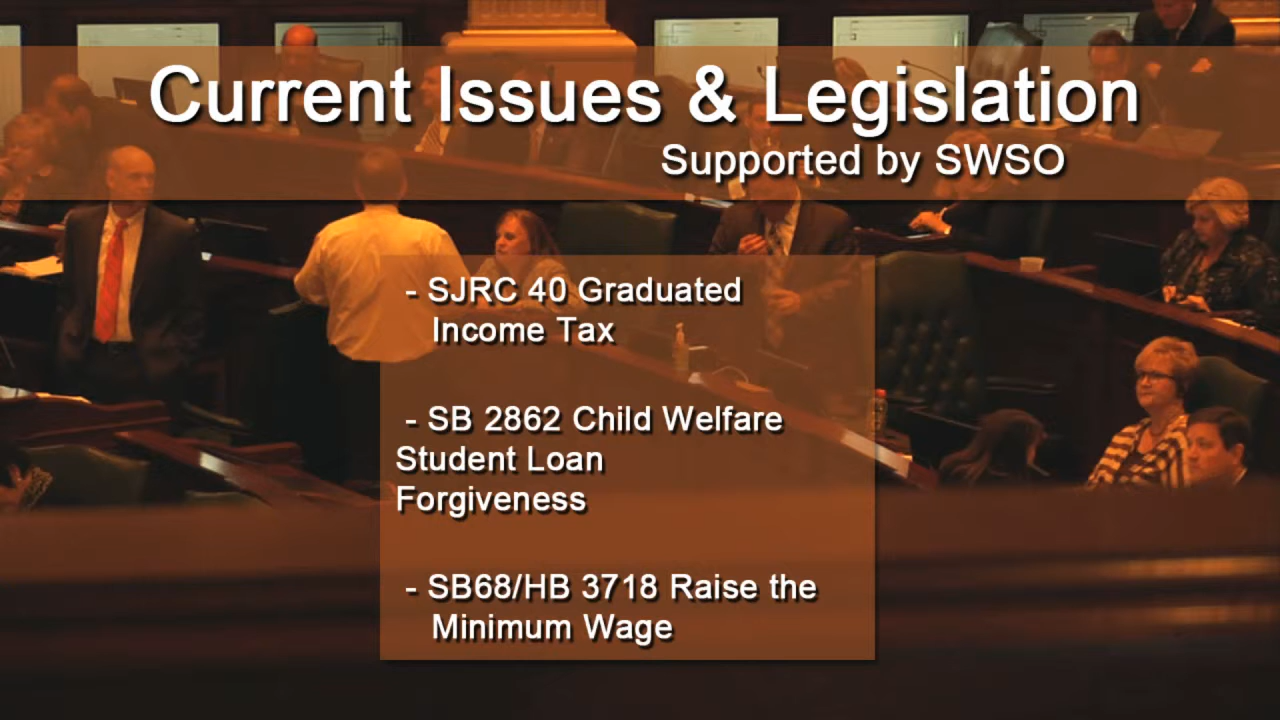 Current Issues & Legislation
Supported by SWSO
- SJRC 40 Graduated
Income Tax
- SB 2862 Child Welfare
Student Loan
Forgiveness
- SB68/HB 3718 Raise the
Minimum Wage